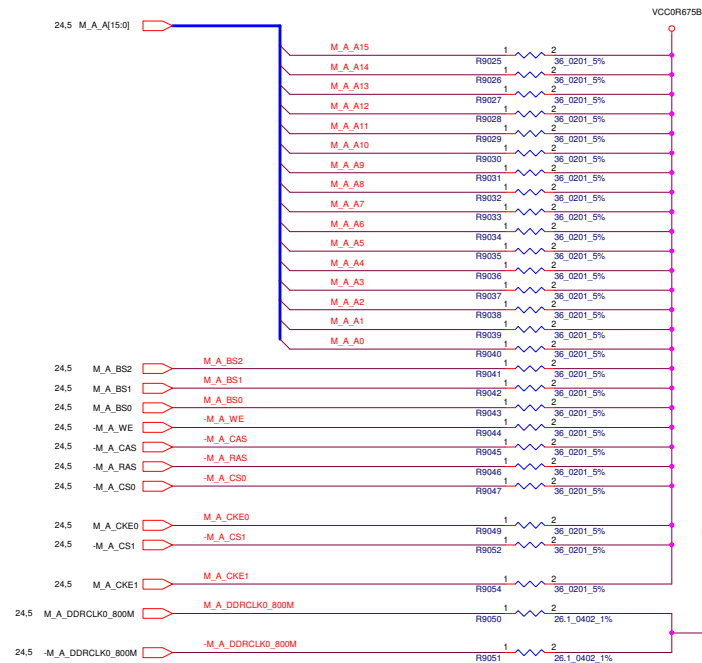 VCC0R675B
24,5 M_A_A[15:0]
M_A_A15 1 2
R9025 36_0201_5%
M_A_A14 1 2
R9026 36_0201_5%
M_A_A13 1 2
R9027 36_0201_5%
M_A_A12 1 2
R9028 36_0201_5%
M_A_A11 1 2
R9029 36_0201_5%
M_A_A10 1 2
R9030 36_0201_5%
M_A_A9 1 2
R9031 36_0201_5%
M_A_A8 1 2
R9032 36_0201_5%
M_A_A7 1 2
R9033 36_0201_5%
M_A_A6 1 2
R9034 36_0201_5%
M_A_A5 1 2
R9035 36_0201_5%
M_A_A4 1 2
R9036 36_0201_5%
M_A_A3 1 2
R9037 36_0201_5%
M_A_A2 1 2
R9038 36_0201_5%
M_A_A1 1 2
R9039 36_0201_5%
M_A_A0 1 2
R9040 36_0201_5%
24,5 M_A_BS2 M_A_BS2 1 2
R9041 36_0201_5%
24,5 M_A_BS1 M_A_BS1 1 2
R9042 36_0201_5%
24,5 M_A_BS0 M_A_BS0 1 2
R9043 36_0201_5%
24,5 -M_A_WE -M_A_WE 1 2
R9044 36_0201_5%
24,5 -M_A_CAS -M_A_CAS 1 2
R9045 36_0201_5%
24,5 -M_A_RAS -M_A_RAS 1 2
R9046 36_0201_5%
24,5 -M_A_CS0 -M_A_CS0 1 2
R9047 36_0201_5%
24,5 M_A_CKE0 M_A_CKE0 1 2
R9049 36_0201_5%
24,5 -M_A_CS1 -M_A_CS1 1 2
R9052 36_0201_5%
24,5 M_A_CKE1 M_A_CKE1 1 2
R9054 36_0201_5%
24,5 M_A_DDRCLK0_800M M_A_DDRCLK0_800M 1 2
R9050 26.1_0402_1%
24,5 -M_A_DDRCLK0_800M -M_A_DDRCLK0_800M 1 2
R9051 26.1_0402_1%